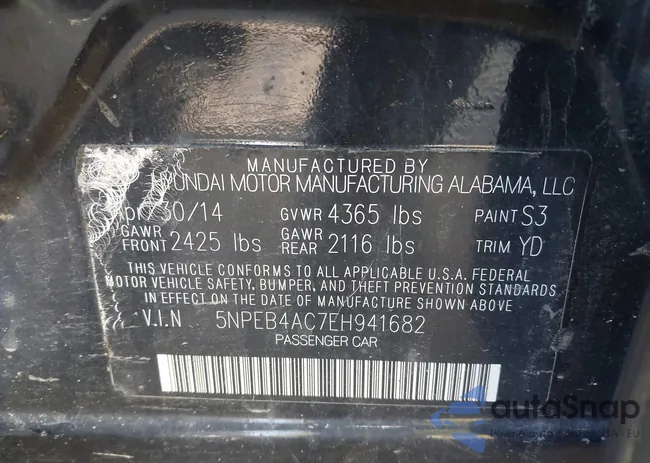 MANUFACTURED BY
HYUNDAI MOTOR MANUFACTURING ALABAMA, LLC
Apr 30/14 GVWR 4365 lbs PAINT S3
GAWR FRONT 2425 lbs GAWR REAR 2116 lbs TRIM YD
THIS VEHICLE CONFORMS TO ALL APPLICABLE U.S.A. FEDERAL
MOTOR VEHICLE SAFETY, BUMPER, AND THEFT PREVENTION STANDARDS
IN EFFECT ON THE DATE OF MANUFACTURE SHOWN ABOVE
V.I.N 5NPEB4AC7EH941682
PASSENGER CAR
autoSnap